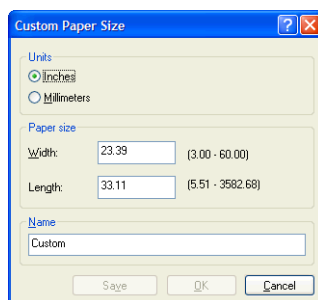 Custom Paper Size
Units
Inches
Millimeters
Paper size
Width: 23.39 (3.00 - 60.00)
Length: 33.11 (5.51 - 3582.68)
Name
Custom
Save OK Cancel